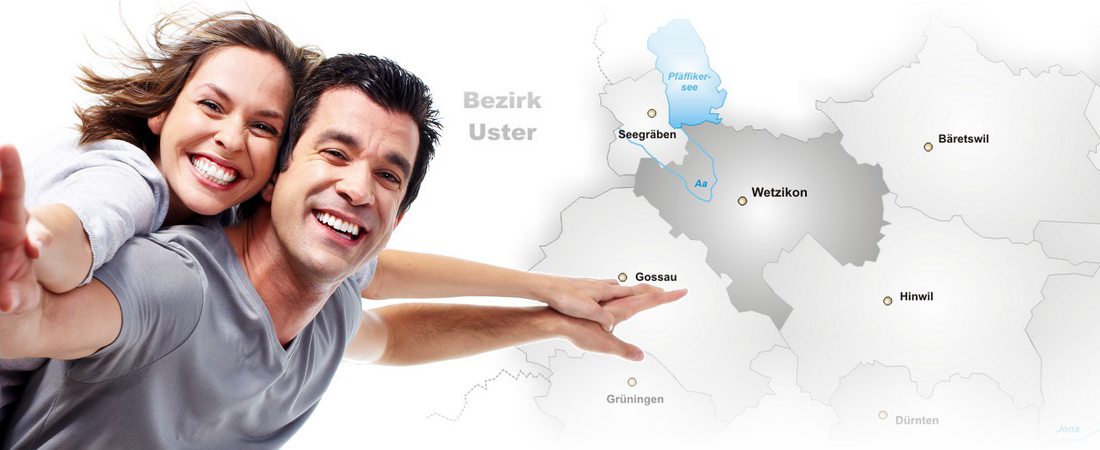 Bezirk
Uster
Pfäffiker-
see
Seegräben
Bäretswil
Aa
Wetzikon
Gossau
Hinwil
Grüningen
Dürnten
Jona